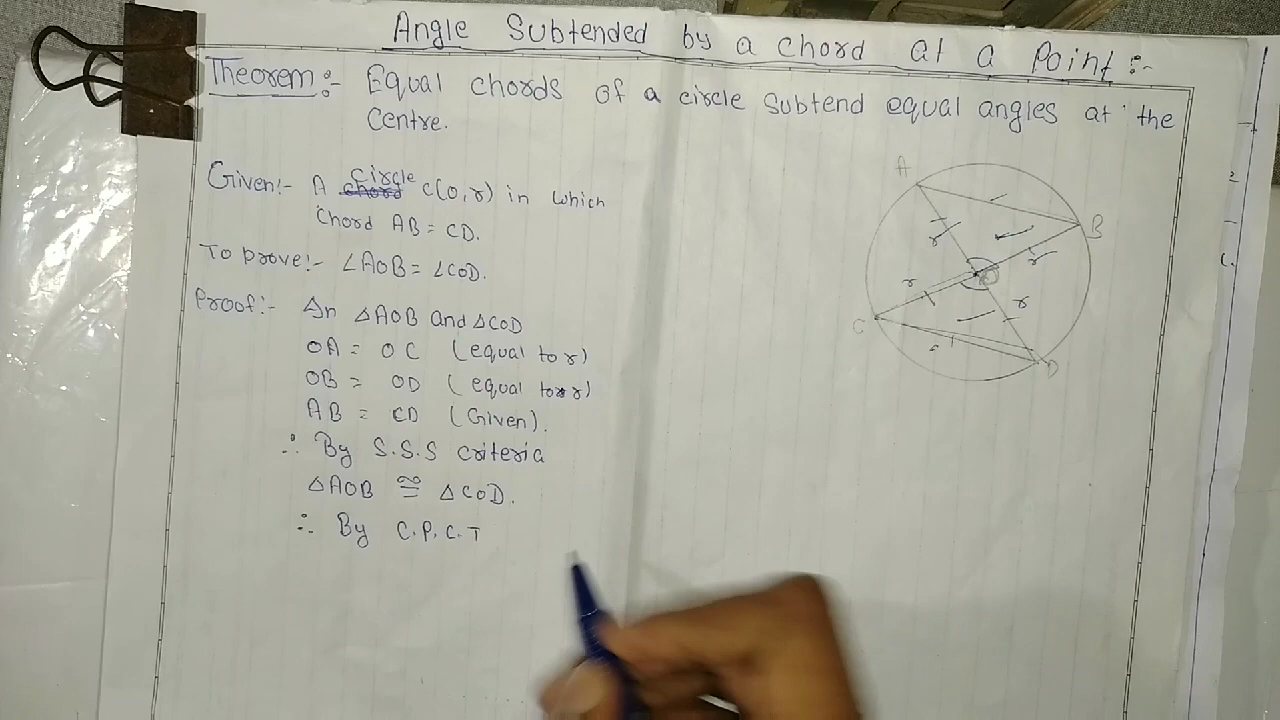 Angle Subtended by a chord at a Point :-
Theorem :- Equal chords of a circle Subtend equal angles at the
Centre.
Given:- A circle C(O,r) in which
Chord AB = CD.
To prove:- ∠AOB = ∠COD.
Proof:- In △AOB and △COD
OA = OC (equal to r)
OB = OD (equal to r)
AB = CD (Given).
∴ By S.S.S criteria
△AOB ≅ △COD.
∴ By C.P.C.T
A
B
r
r
r
r
C
D